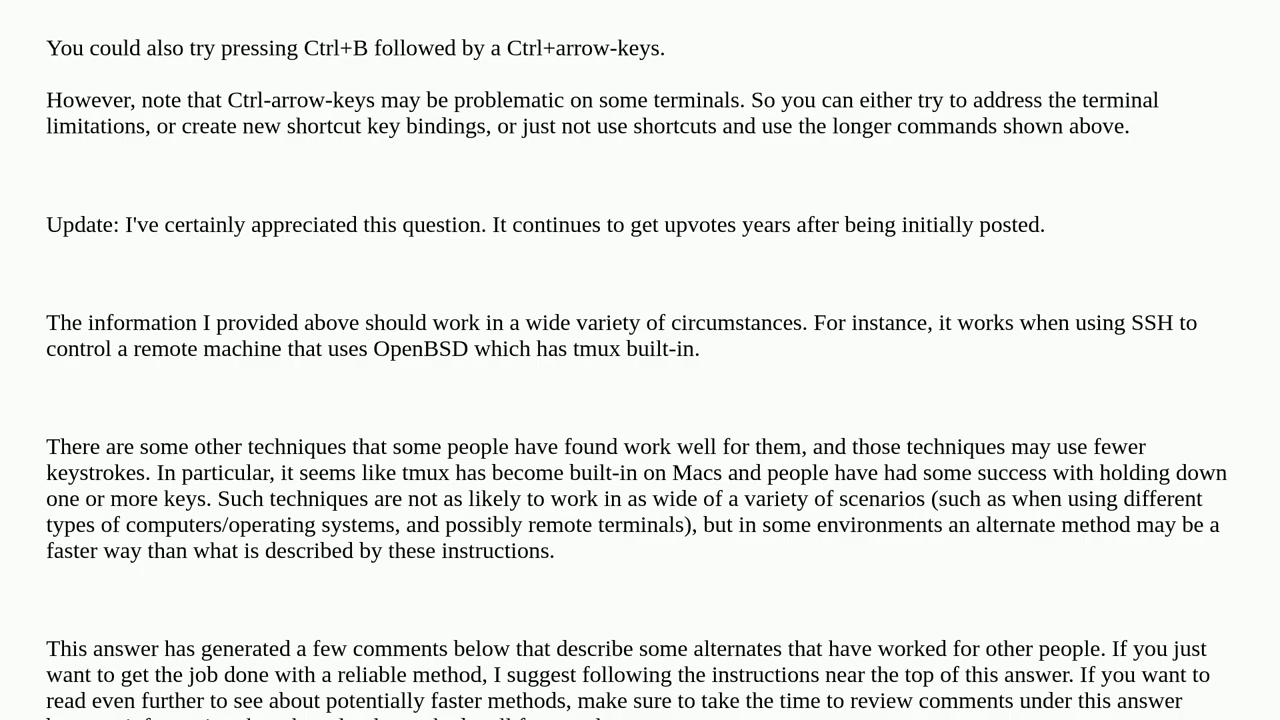 You could also try pressing Ctrl+B followed by a Ctrl+arrow-keys.
However, note that Ctrl-arrow-keys may be problematic on some terminals. So you can either try to address the terminal
limitations, or create new shortcut key bindings, or just not use shortcuts and use the longer commands shown above.
Update: I've certainly appreciated this question. It continues to get upvotes years after being initially posted.
The information I provided above should work in a wide variety of circumstances. For instance, it works when using SSH to
control a remote machine that uses OpenBSD which has tmux built-in.
There are some other techniques that some people have found work well for them, and those techniques may use fewer
keystrokes. In particular, it seems like tmux has become built-in on Macs and people have had some success with holding down
one or more keys. Such techniques are not as likely to work in as wide of a variety of scenarios (such as when using different
types of computers/operating systems, and possibly remote terminals), but in some environments an alternate method may be a
faster way than what is described by these instructions.
This answer has generated a few comments below that describe some alternates that have worked for other people. If you just
want to get the job done with a reliable method, I suggest following the instructions near the top of this answer. If you want to
read even further to see about potentially faster methods, make sure to take the time to review comments under this answer